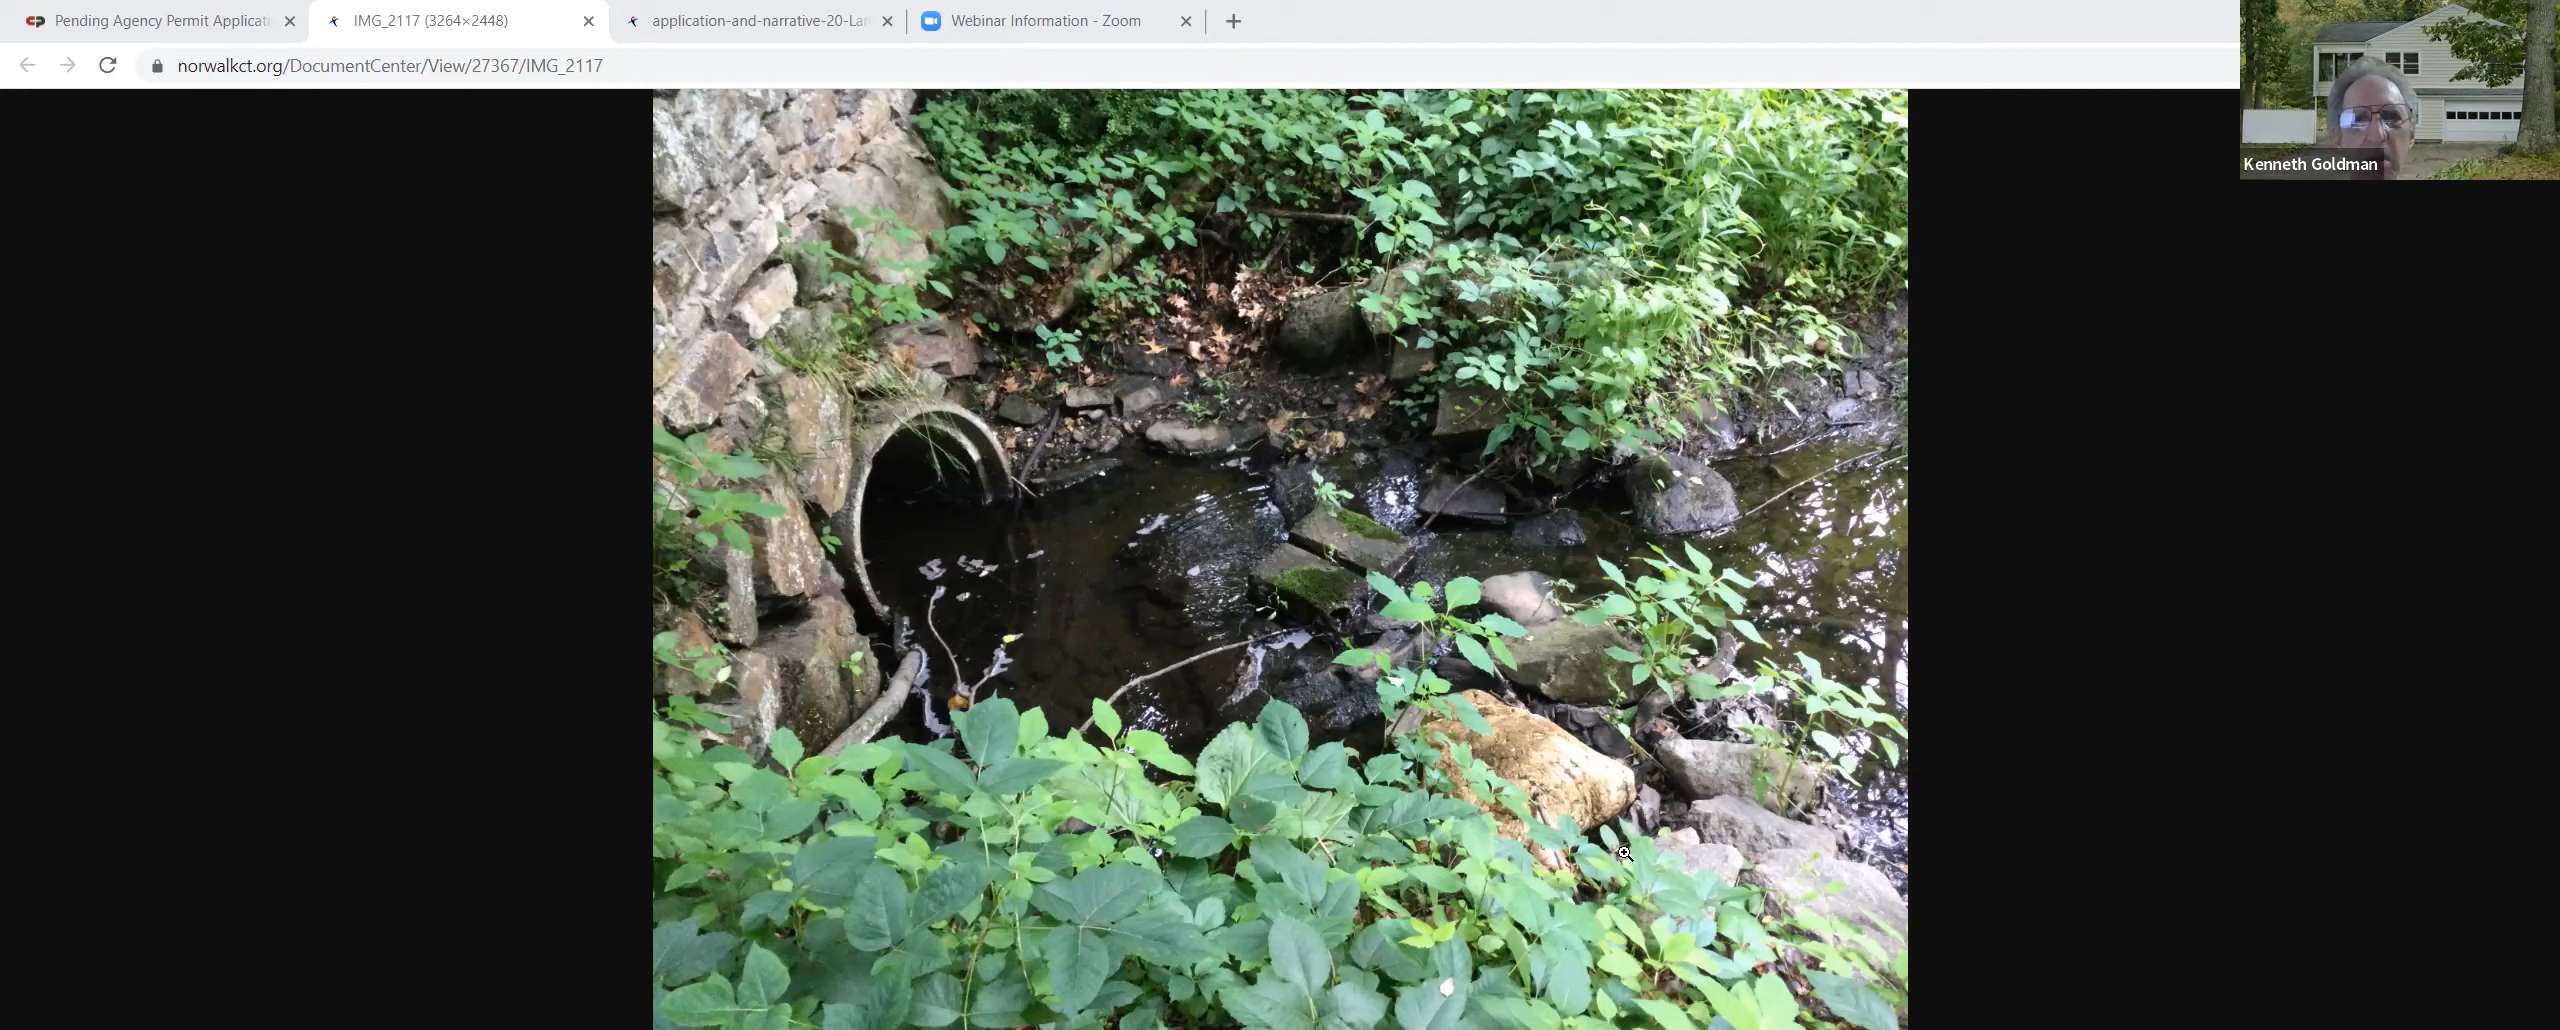 Pending Agency Permit Applicati
IMG_2117 (3264×2448)
application-and-narrative-20-Lan
Webinar Information - Zoom
norwalkct.org/DocumentCenter/View/27367/IMG_2117
Kenneth Goldman